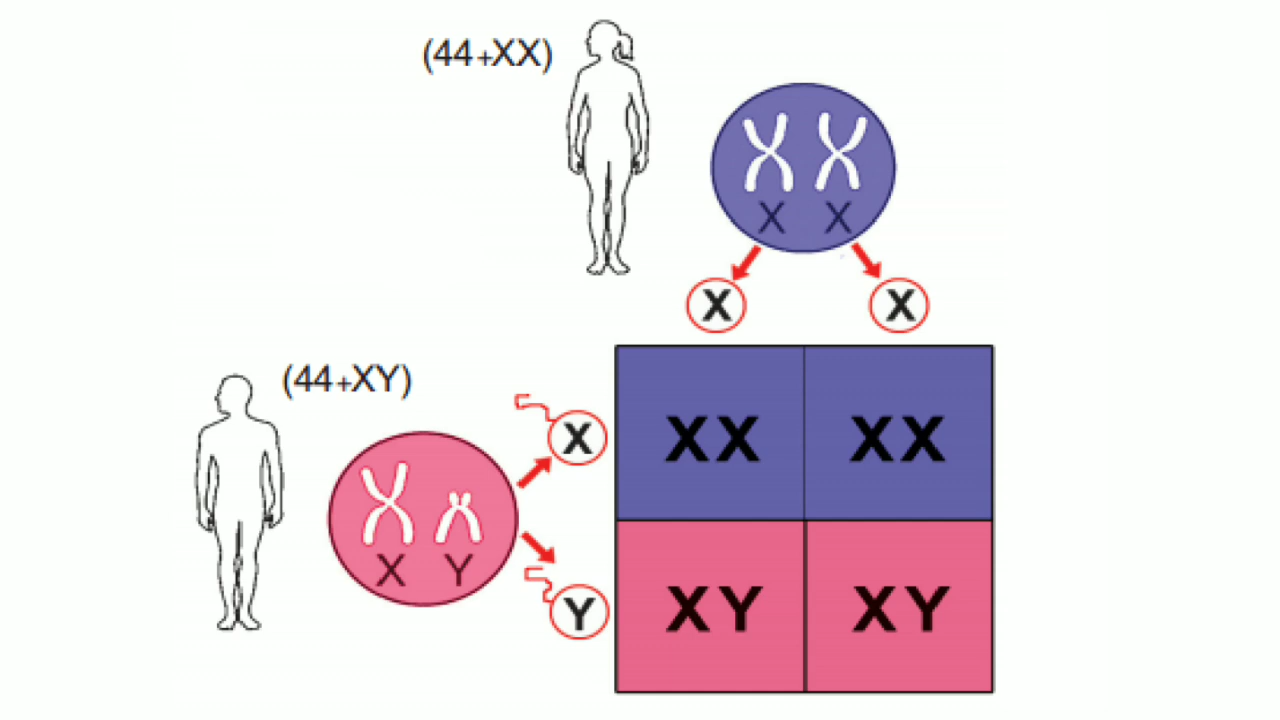 (44+XX)
X X
X X
(44+XY)
X
XX XX
X Y
Y
XY XY